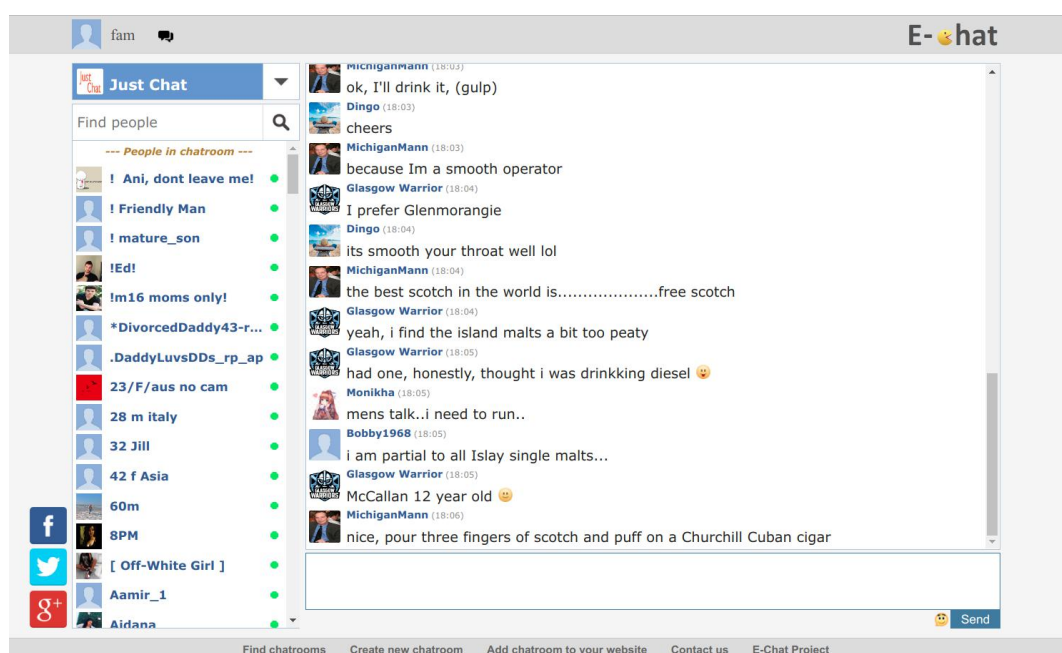 fam
E- hat
just Chat
Just Chat
Find people
--- People in chatroom ---
! Ani, dont leave me!
! Friendly Man
! mature_son
!Ed!
!m16 moms only!
*DivorcedDaddy43-r...
.DaddyLuvsDDs_rp_ap
23/F/aus no cam
28 m italy
32 Jill
42 f Asia
60m
8PM
[ Off-White Girl ]
Aamir_1
Aidana
MichiganMann (18:03)
ok, I'll drink it, (gulp)
Dingo (18:03)
cheers
MichiganMann (18:03)
because Im a smooth operator
Glasgow Warrior (18:04)
I prefer Glenmorangie
Dingo (18:04)
its smooth your throat well lol
MichiganMann (18:04)
the best scotch in the world is....................free scotch
Glasgow Warrior (18:04)
yeah, i find the island malts a bit too peaty
Glasgow Warrior (18:05)
had one, honestly, thought i was drinkking diesel
Monikha (18:05)
mens talk..i need to run..
Bobby1968 (18:05)
i am partial to all Islay single malts...
Glasgow Warrior (18:05)
McCallan 12 year old
MichiganMann (18:06)
nice, pour three fingers of scotch and puff on a Churchill Cuban cigar
Send
f
g+
Find chatrooms Create new chatroom Add chatroom to your website Contact us E-Chat Project